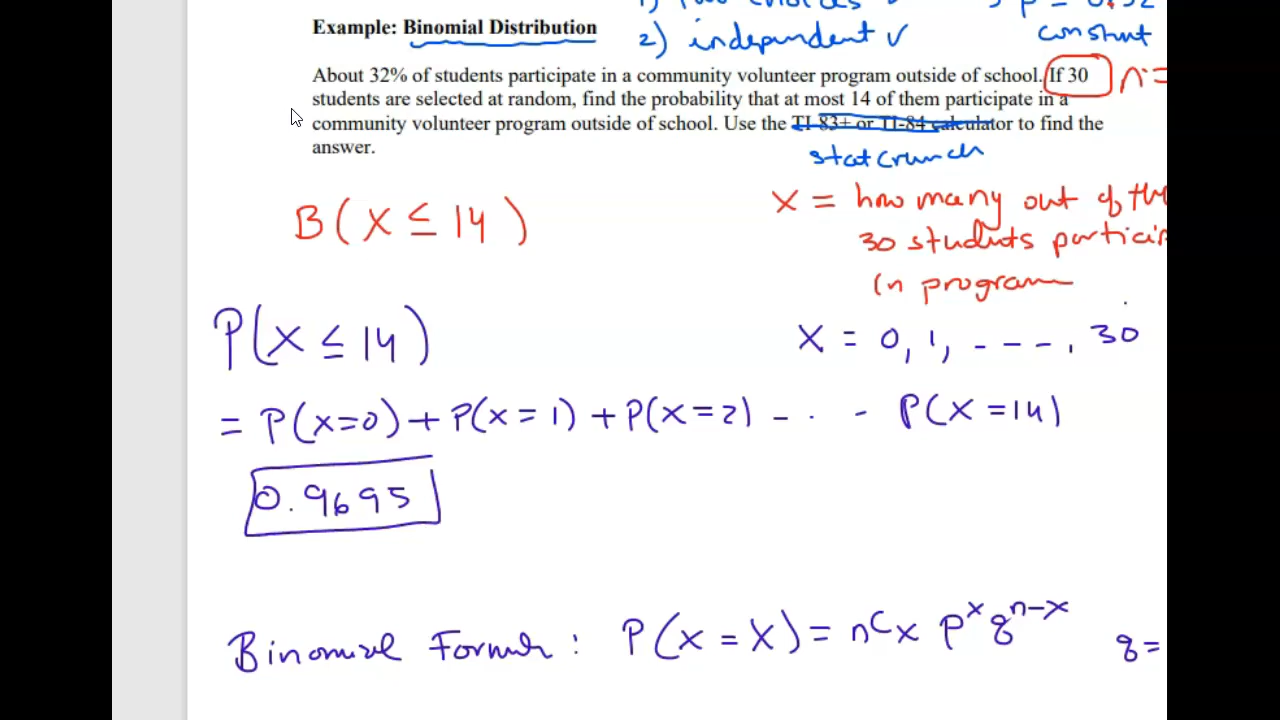 Example: Binomial Distribution
2) independent ✓
constant
About 32% of students participate in a community volunteer program outside of school. If 30 n=
students are selected at random, find the probability that at most 14 of them participate in a
community volunteer program outside of school. Use the TI-83+ or TI-84 calculator to find the
answer.
statcrunch
B(X ≤ 14)
X = how many out of the
30 students partici
in program
P(X ≤ 14)
X = 0, 1, - - - , 30
= P(X=0) + P(X=1) + P(X=2) - - - P(X=14)
0.9695
Binomial Formula : P(X = X) = nCx p^x q^n-x
q =